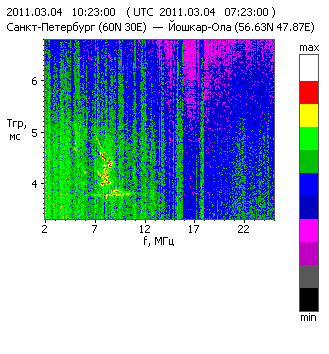 2011.03.04 10:23:00 (UTC 2011.03.04 07:23:00)
Санкт-Петербург (60N 30E) — Йошкар-Ола (56.63N 47.87E)
max
6
Tгр,
мс
5
4
2 7 12 17 22
f, МГц
min